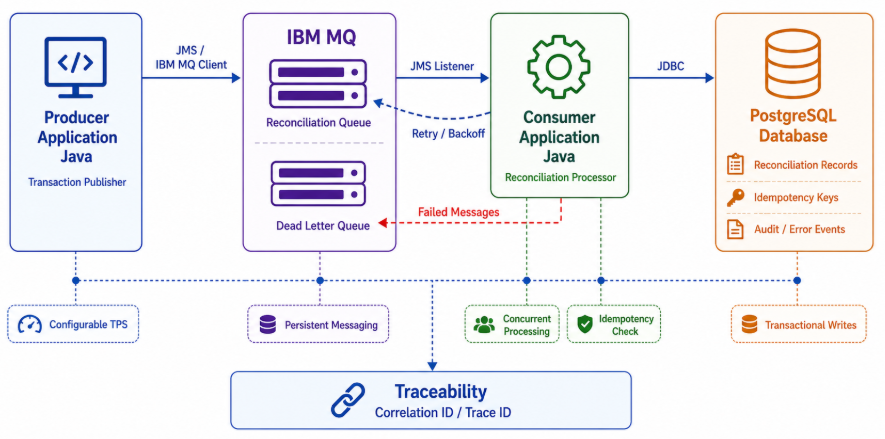 Producer
Application
Java
Transaction Publisher
JMS /
IBM MQ Client
IBM MQ
Reconciliation Queue
Dead Letter Queue
JMS Listener
Retry / Backoff
Failed Messages
Consumer
Application
Java
Reconciliation Processor
JDBC
PostgreSQL
Database
Reconciliation Records
Idempotency Keys
Audit / Error Events
Configurable TPS
Persistent Messaging
Concurrent
Processing
Idempotency
Check
Transactional Writes
Traceability
Correlation ID / Trace ID